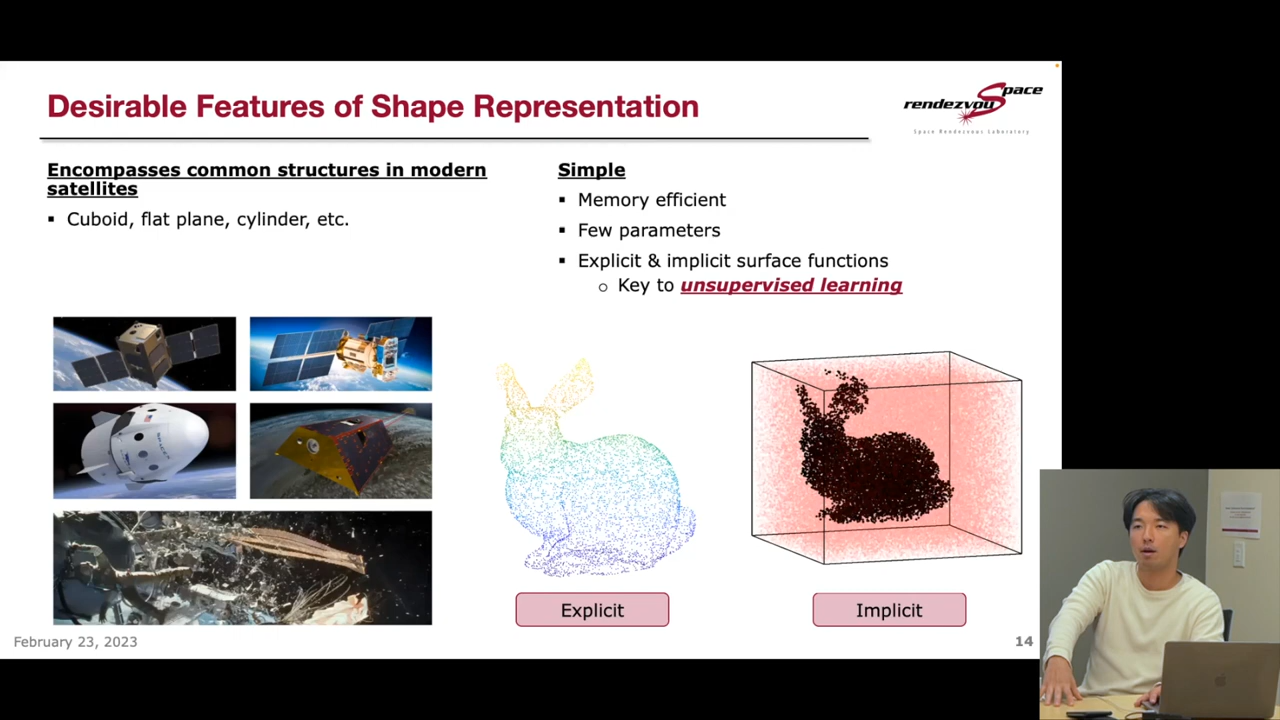 Desirable Features of Shape Representation
rendezvouSpace
Space Rendezvous Laboratory
Encompasses common structures in modern
satellites
▪ Cuboid, flat plane, cylinder, etc.
Simple
▪ Memory efficient
▪ Few parameters
▪ Explicit & implicit surface functions
o Key to unsupervised learning
Explicit
Implicit
February 23, 2023
14